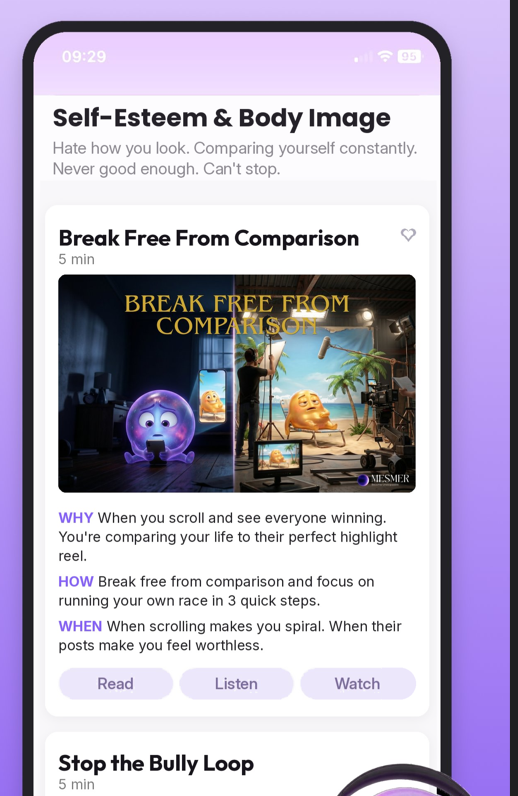 09:29
95
Self-Esteem & Body Image
Hate how you look. Comparing yourself constantly.
Never good enough. Can't stop.
Break Free From Comparison
5 min
BREAK FREE FROM
COMPARISON
MESMER
WHY When you scroll and see everyone winning.
You're comparing your life to their perfect highlight
reel.
HOW Break free from comparison and focus on
running your own race in 3 quick steps.
WHEN When scrolling makes you spiral. When their
posts make you feel worthless.
Read
Listen
Watch
Stop the Bully Loop
5 min